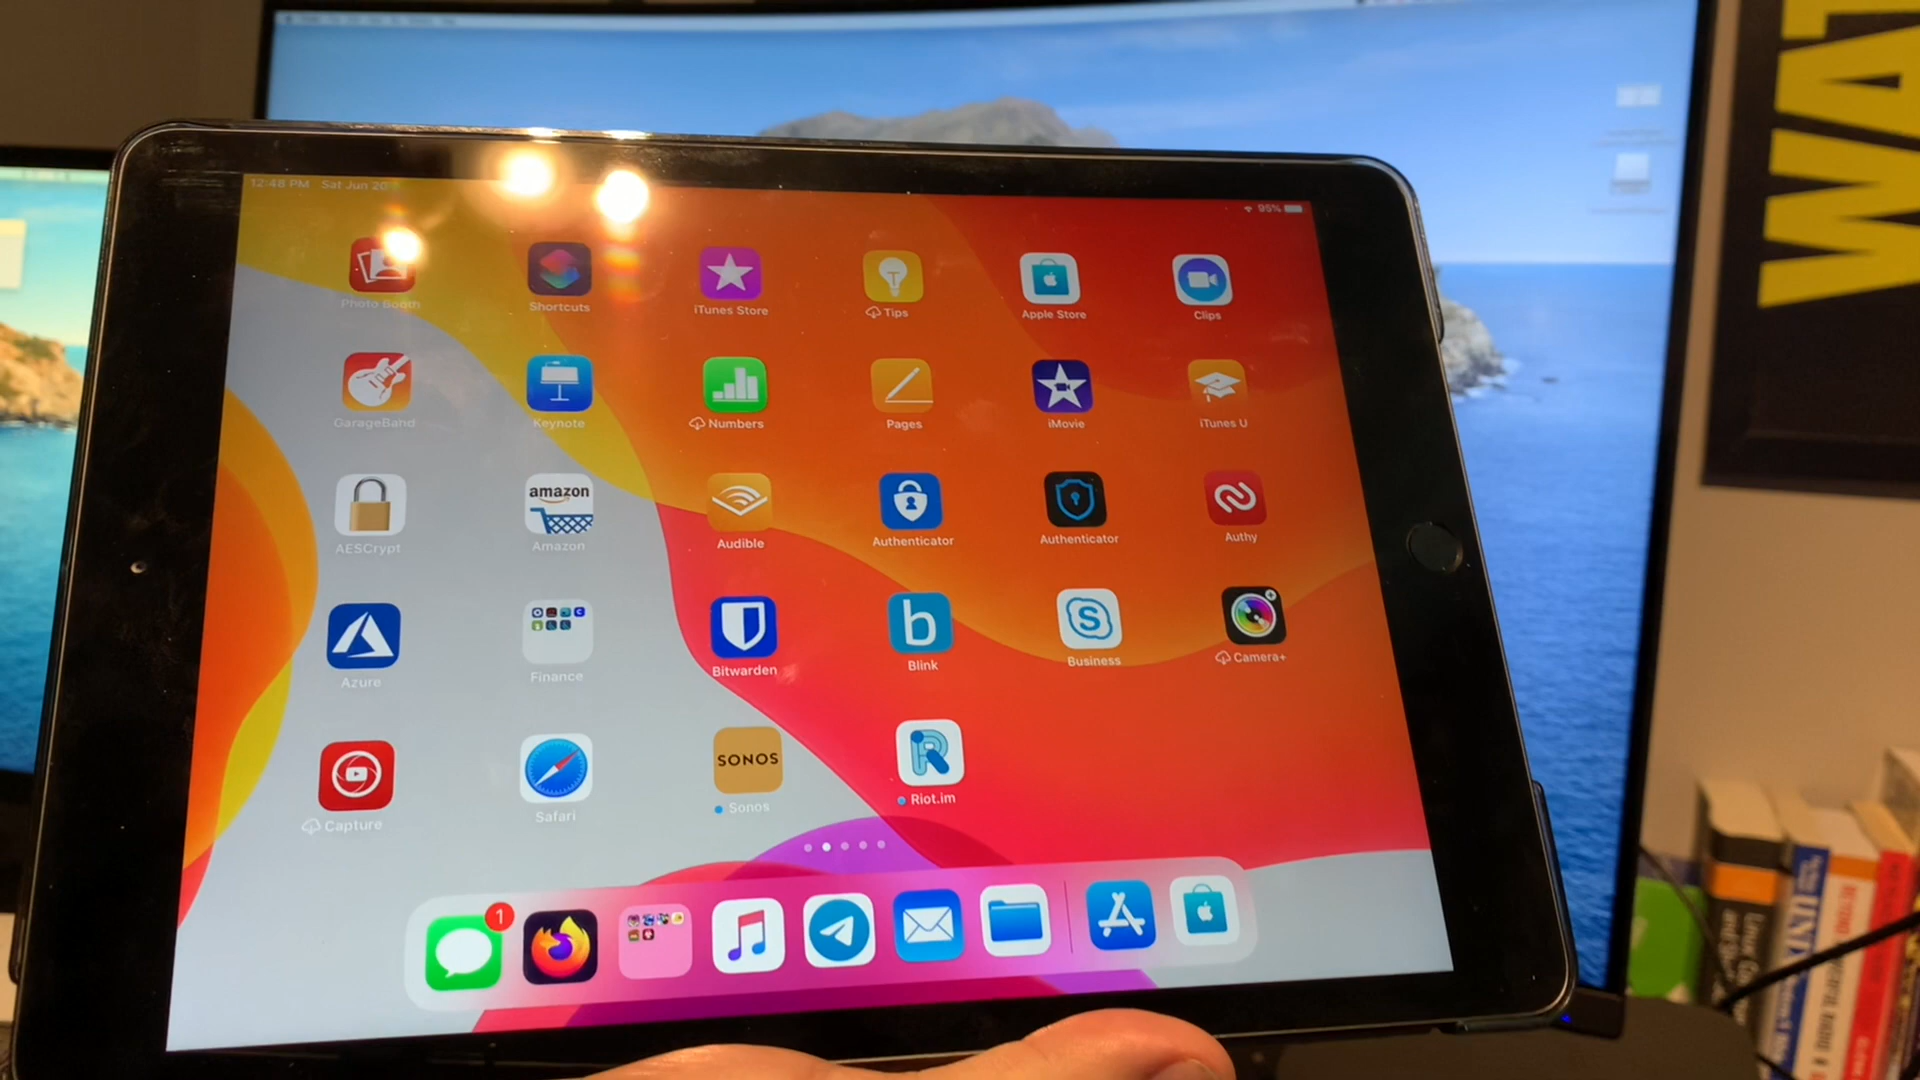 WAT
12:48 PM Sat Jun 20
95%
Photo Booth
Shortcuts
iTunes Store
T
Tips
Apple Store
Clips
GarageBand
Keynote
Numbers
Pages
iMovie
iTunes U
amazon
AESCrypt
Amazon
Audible
Authenticator
Authenticator
Authy
b
S
Azure
Finance
Bitwarden
Blink
Business
Camera+
SONOS
Capture
Safari
Sonos
Riot.im
1